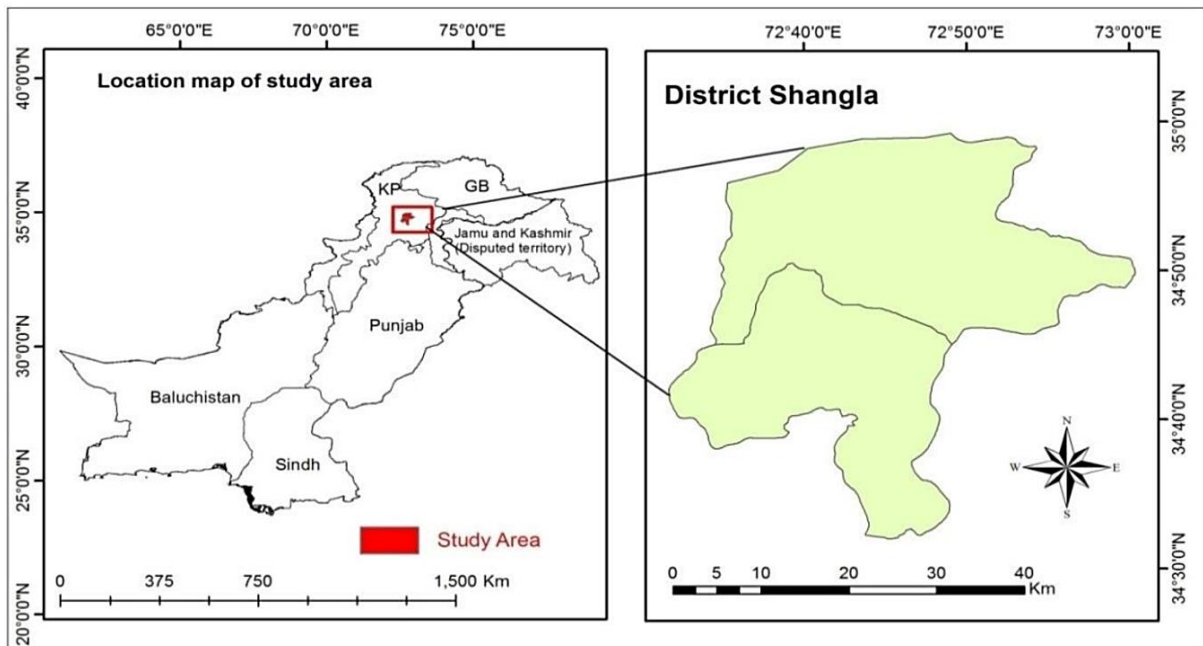 65°0'0"E
70°0'0"E
75°0'0"E
40°0'0"N
35°0'0"N
30°0'0"N
25°0'0"N
20°0'0"N
Location map of study area
KP
GB
Jamu and Kashmir
(Disputed territory)
Punjab
Baluchistan
Sindh
Study Area
0 375 750 1,500 Km
72°40'0"E
72°50'0"E
73°0'0"E
District Shangla
35°0'0"N
34°50'0"N
34°40'0"N
34°30'0"N
N
W E
S
0 5 10 20 30 40
Km